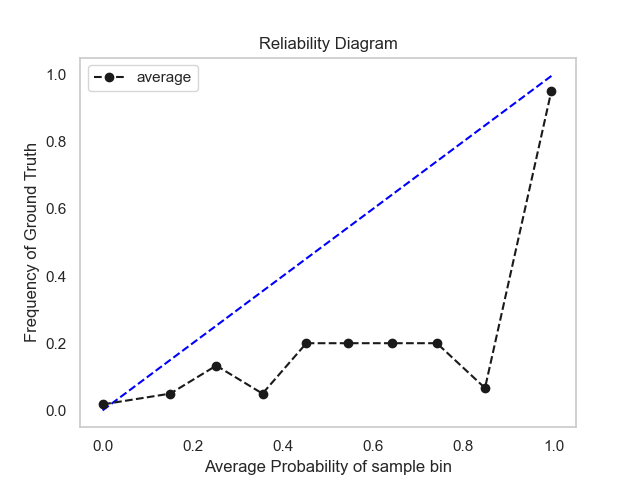 Reliability Diagram
average
1.0
0.8
0.6
0.4
0.2
0.0
Frequency of Ground Truth
0.0 0.2 0.4 0.6 0.8 1.0
Average Probability of sample bin